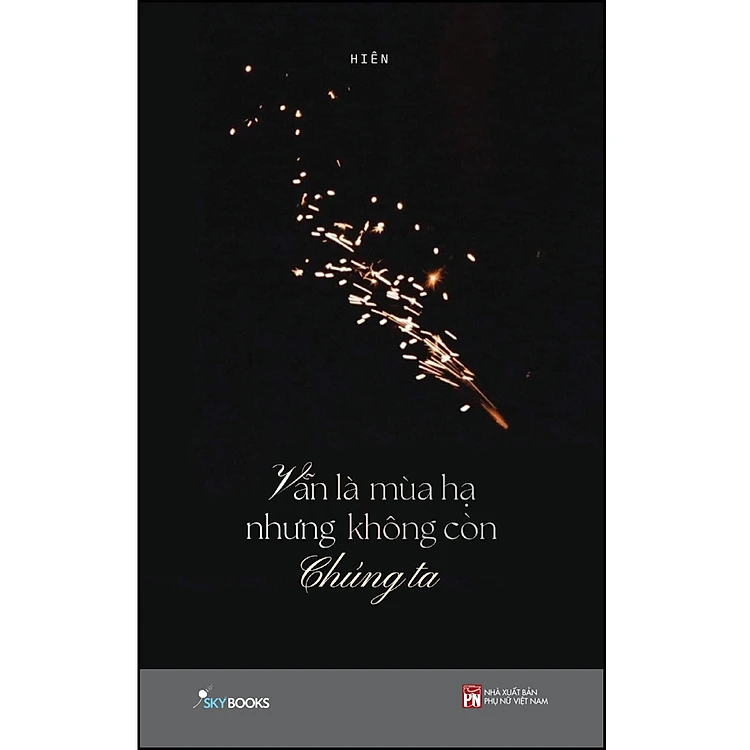 HIÊN
Vẫn là mùa hạ
nhưng không còn
Chúng ta
SKYBOOKS
PN
NHÀ XUẤT BẢN
PHỤ NỮ VIỆT NAM